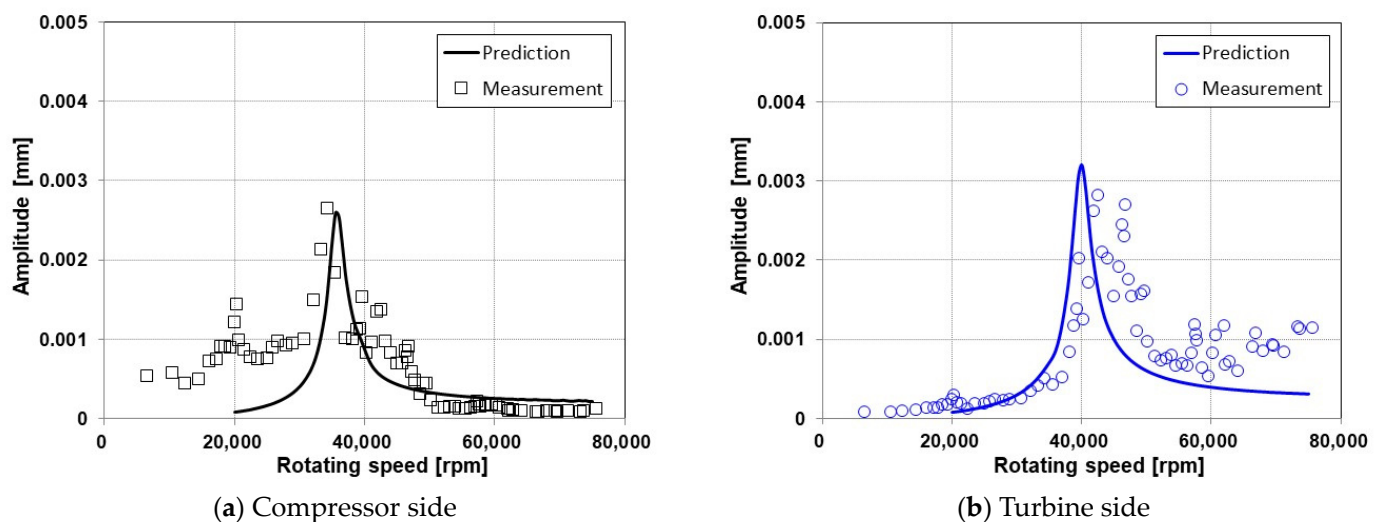 0.005
0.004
0.003
0.002
0.001
0
Amplitude [mm]
Prediction
Measurement
0 20,000 40,000 60,000 80,000
Rotating speed [rpm]
(a) Compressor side
0.005
0.004
0.003
0.002
0.001
0
Amplitude [mm]
Prediction
Measurement
0 20,000 40,000 60,000 80,000
Rotating speed [rpm]
(b) Turbine side